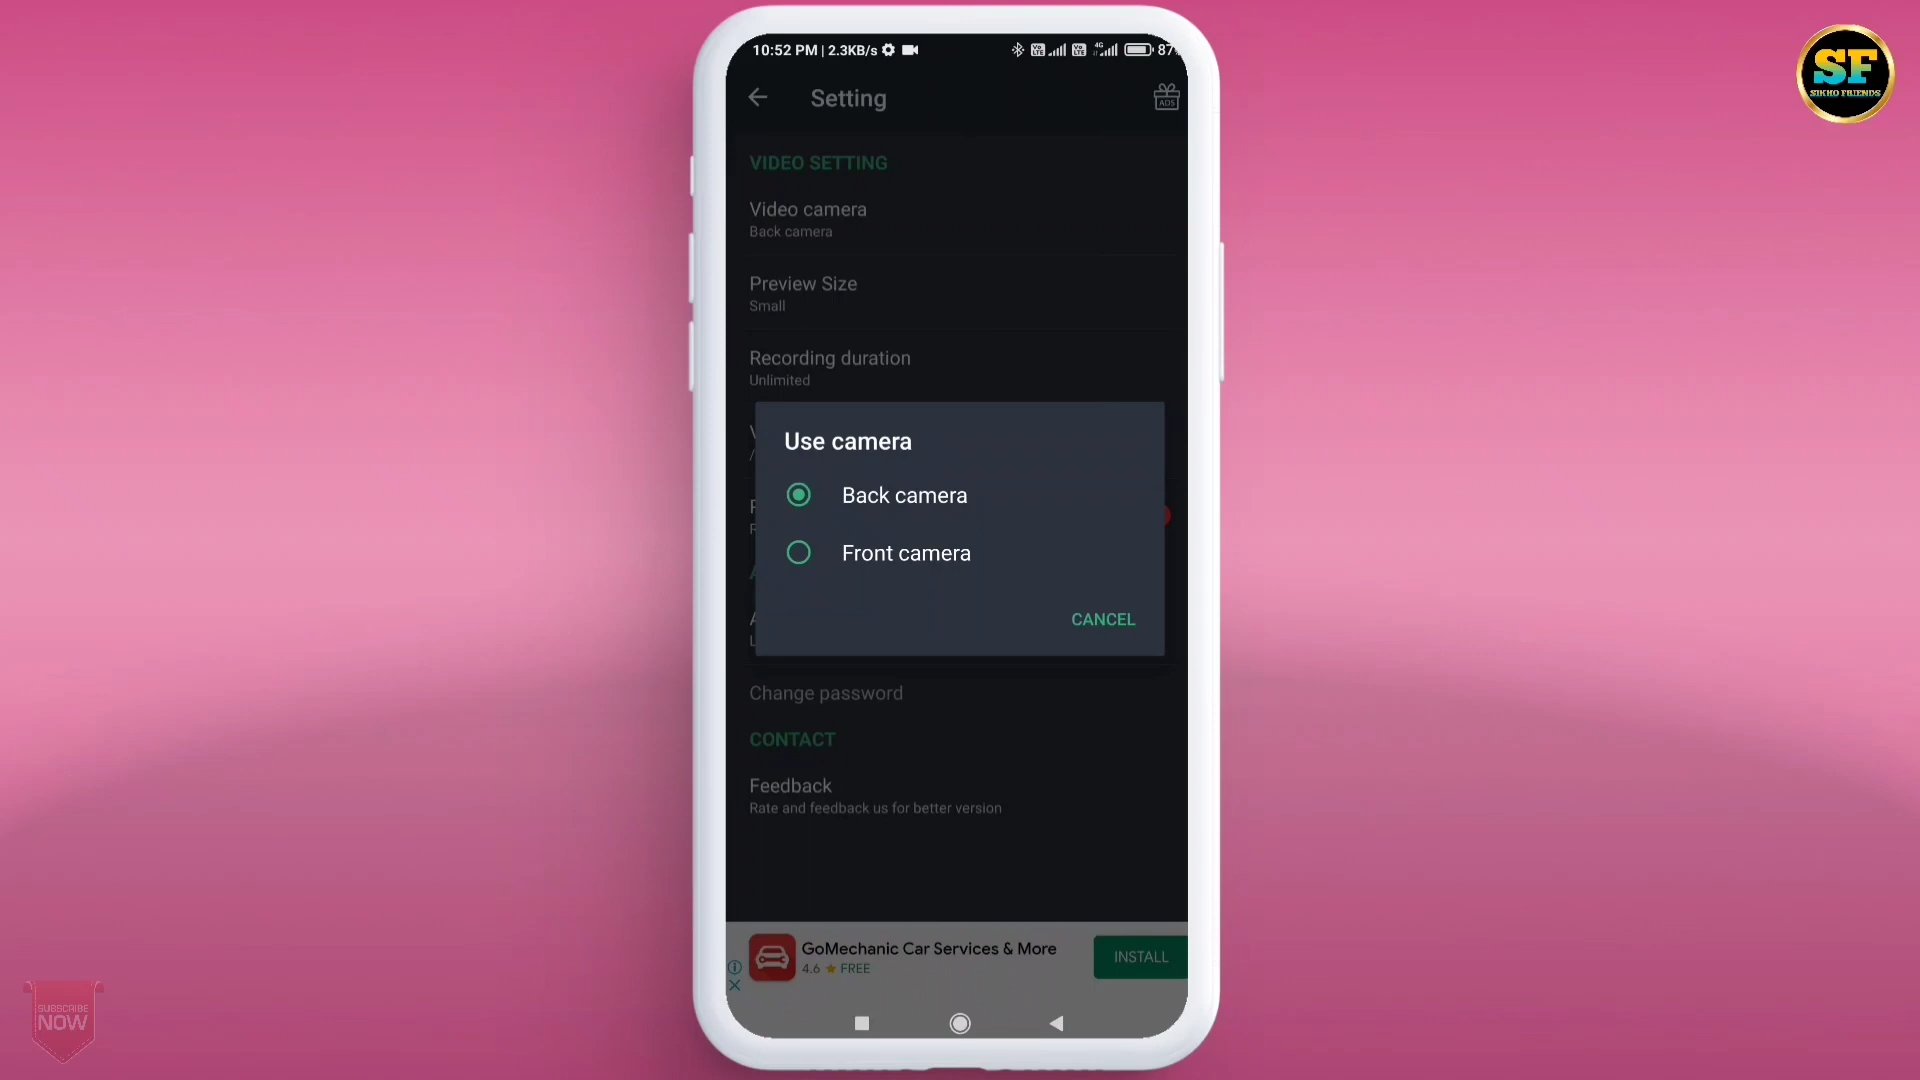 10:52 PM | 2.3KB/s
87
SF
SIKHO FRIENDS
Setting
ADS
VIDEO SETTING
Video camera
Back camera
Preview Size
Small
Recording duration
Unlimited
Use camera
Back camera
Front camera
CANCEL
Change password
CONTACT
Feedback
Rate and feedback us for better version
GoMechanic Car Services & More
4.6 ★ FREE
INSTALL
SUBSCRIBE
NOW